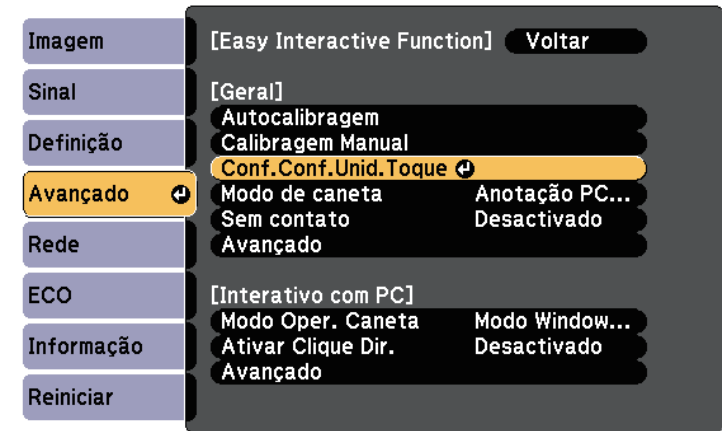 Imagem
Sinal
Definição
Avançado
Rede
ECO
Informação
Reiniciar
[Easy Interactive Function] Voltar
[Geral]
Autocalibragem
Calibragem Manual
Conf.Conf.Unid.Toque
Modo de caneta Anotação PC...
Sem contato Desactivado
Avançado
[Interativo com PC]
Modo Oper. Caneta Modo Window...
Ativar Clique Dir. Desactivado
Avançado